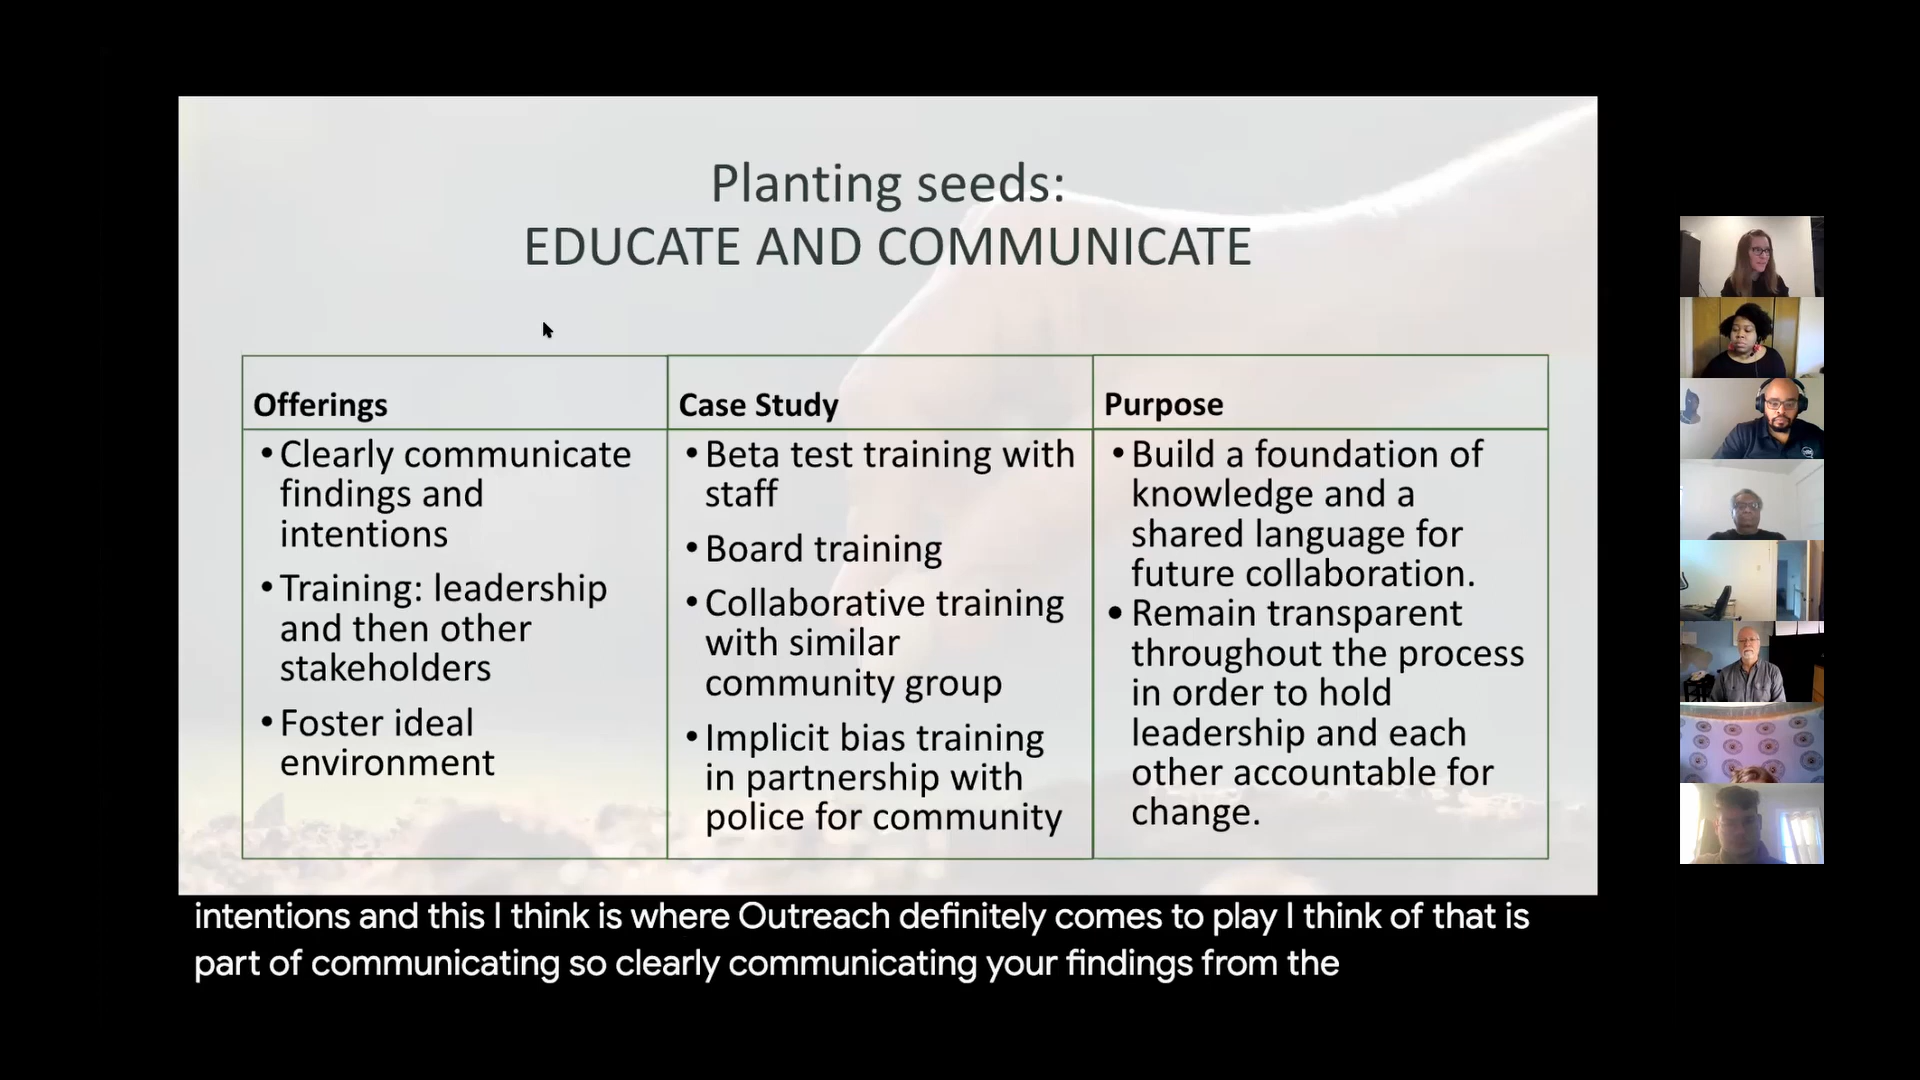 Planting seeds:
EDUCATE AND COMMUNICATE
Offerings
• Clearly communicate
findings and
intentions
• Training: leadership
and then other
stakeholders
• Foster ideal
environment
Case Study
• Beta test training with
staff
• Board training
• Collaborative training
with similar
community group
• Implicit bias training
in partnership with
police for community
Purpose
• Build a foundation of
knowledge and a
shared language for
future collaboration.
• Remain transparent
throughout the process
in order to hold
leadership and each
other accountable for
change.
intentions and this I think is where Outreach definitely comes to play I think of that is
part of communicating so clearly communicating your findings from the